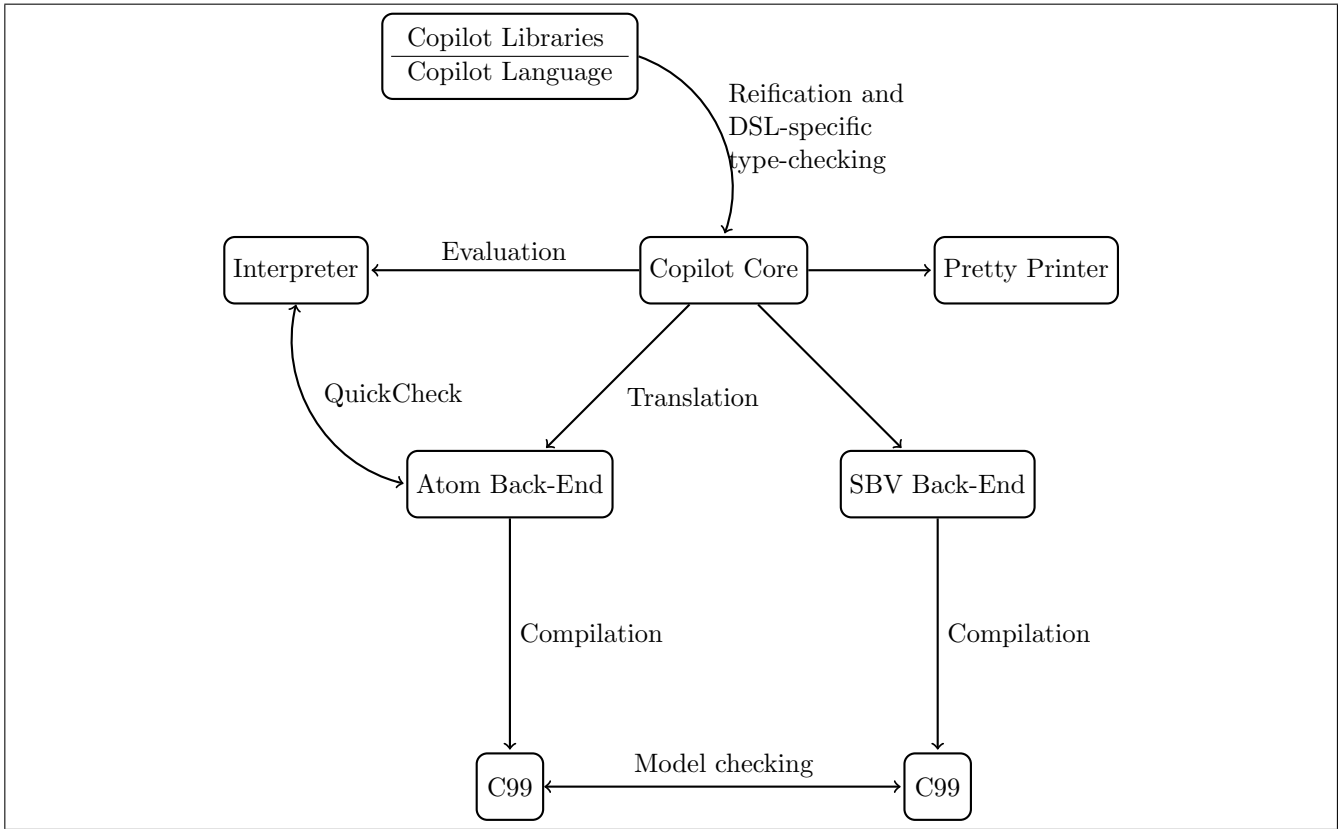 Copilot Libraries
Copilot Language
Reification and
DSL-specific
type-checking
Evaluation
Interpreter
Copilot Core
Pretty Printer
QuickCheck
Translation
Atom Back-End
SBV Back-End
Compilation
Compilation
Model checking
C99
C99